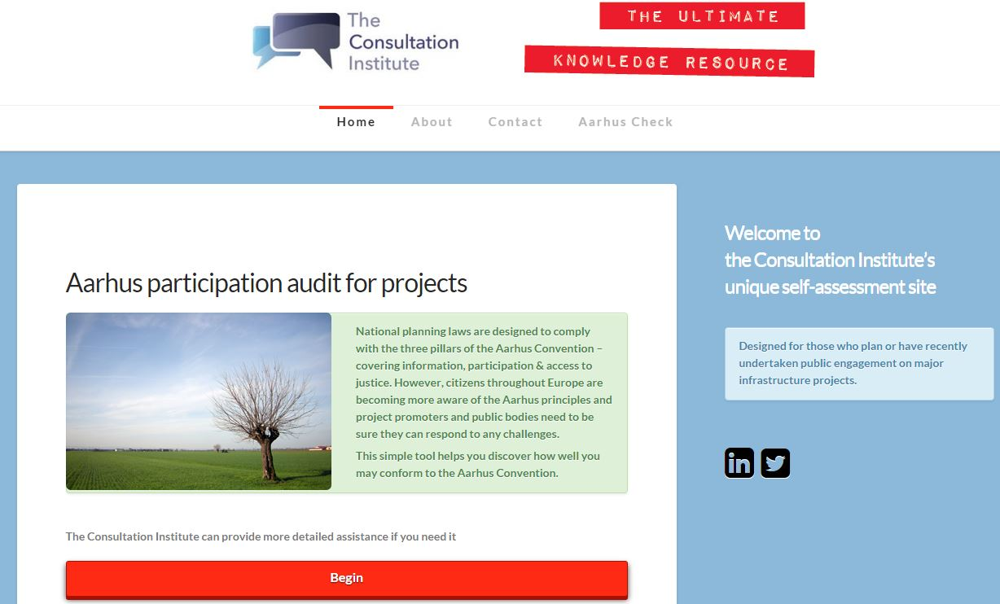 The
Consultation
Institute
THE ULTIMATE
KNOWLEDGE RESOURCE
Home
About
Contact
Aarhus Check
Aarhus participation audit for projects
National planning laws are designed to comply
with the three pillars of the Aarhus Convention –
covering information, participation & access to
justice. However, citizens throughout Europe are
becoming more aware of the Aarhus principles and
project promoters and public bodies need to be
sure they can respond to any challenges.
This simple tool helps you discover how well you
may conform to the Aarhus Convention.
The Consultation Institute can provide more detailed assistance if you need it
Begin
Welcome to
the Consultation Institute’s
unique self-assessment site
Designed for those who plan or have recently
undertaken public engagement on major
infrastructure projects.
in